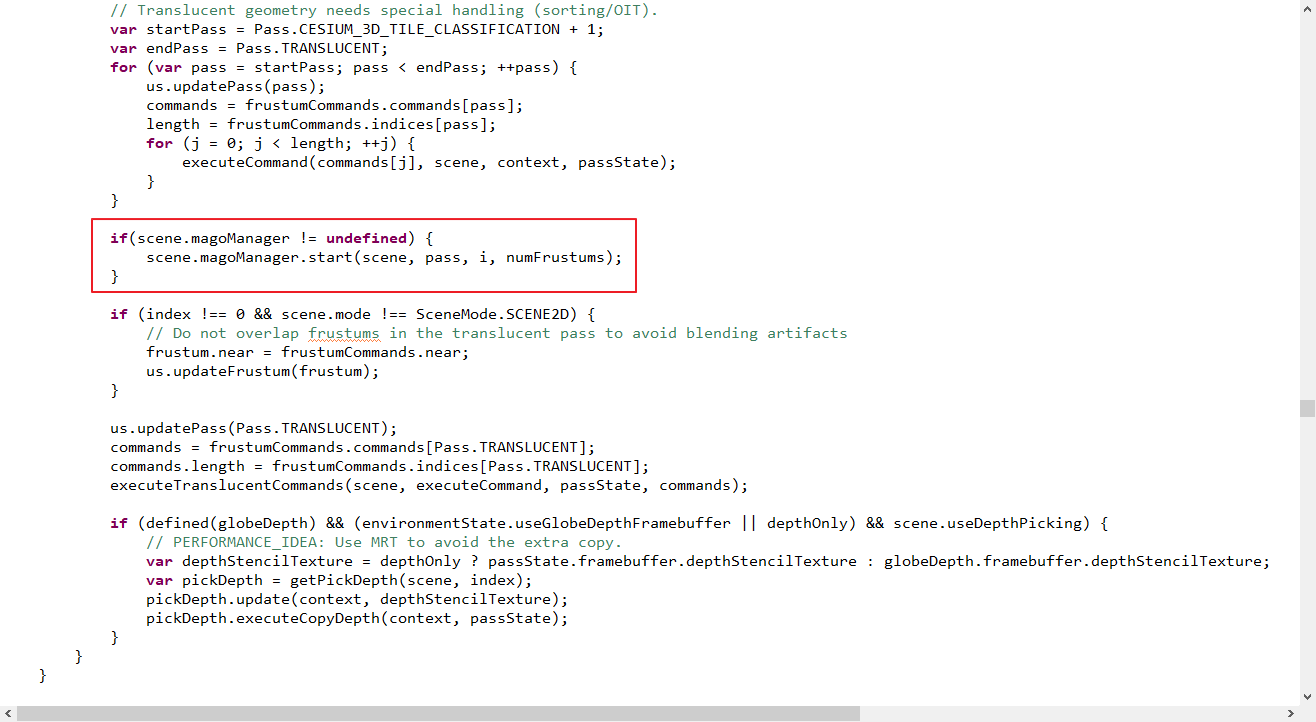 // Translucent geometry needs special handling (sorting/OIT).
var startPass = Pass.CESIUM_3D_TILE_CLASSIFICATION + 1;
var endPass = Pass.TRANSLUCENT;
for (var pass = startPass; pass < endPass; ++pass) {
    us.updatePass(pass);
    commands = frustumCommands.commands[pass];
    length = frustumCommands.indices[pass];
    for (j = 0; j < length; ++j) {
        executeCommand(commands[j], scene, context, passState);
    }
}
if(scene.magoManager != undefined) {
    scene.magoManager.start(scene, pass, i, numFrustums);
}
if (index !== 0 && scene.mode !== SceneMode.SCENE2D) {
    // Do not overlap frustums in the translucent pass to avoid blending artifacts
    frustum.near = frustumCommands.near;
    us.updateFrustum(frustum);
}
us.updatePass(Pass.TRANSLUCENT);
commands = frustumCommands.commands[Pass.TRANSLUCENT];
commands.length = frustumCommands.indices[Pass.TRANSLUCENT];
executeTranslucentCommands(scene, executeCommand, passState, commands);
if (defined(globeDepth) && (environmentState.useGlobeDepthFramebuffer || depthOnly) && scene.useDepthPicking) {
    // PERFORMANCE_IDEA: Use MRT to avoid the extra copy.
    var depthStencilTexture = depthOnly ? passState.framebuffer.depthStencilTexture : globeDepth.framebuffer.depthStencilTexture;
    var pickDepth = getPickDepth(scene, index);
    pickDepth.update(context, depthStencilTexture);
    pickDepth.executeCopyDepth(context, passState);
}
}
}